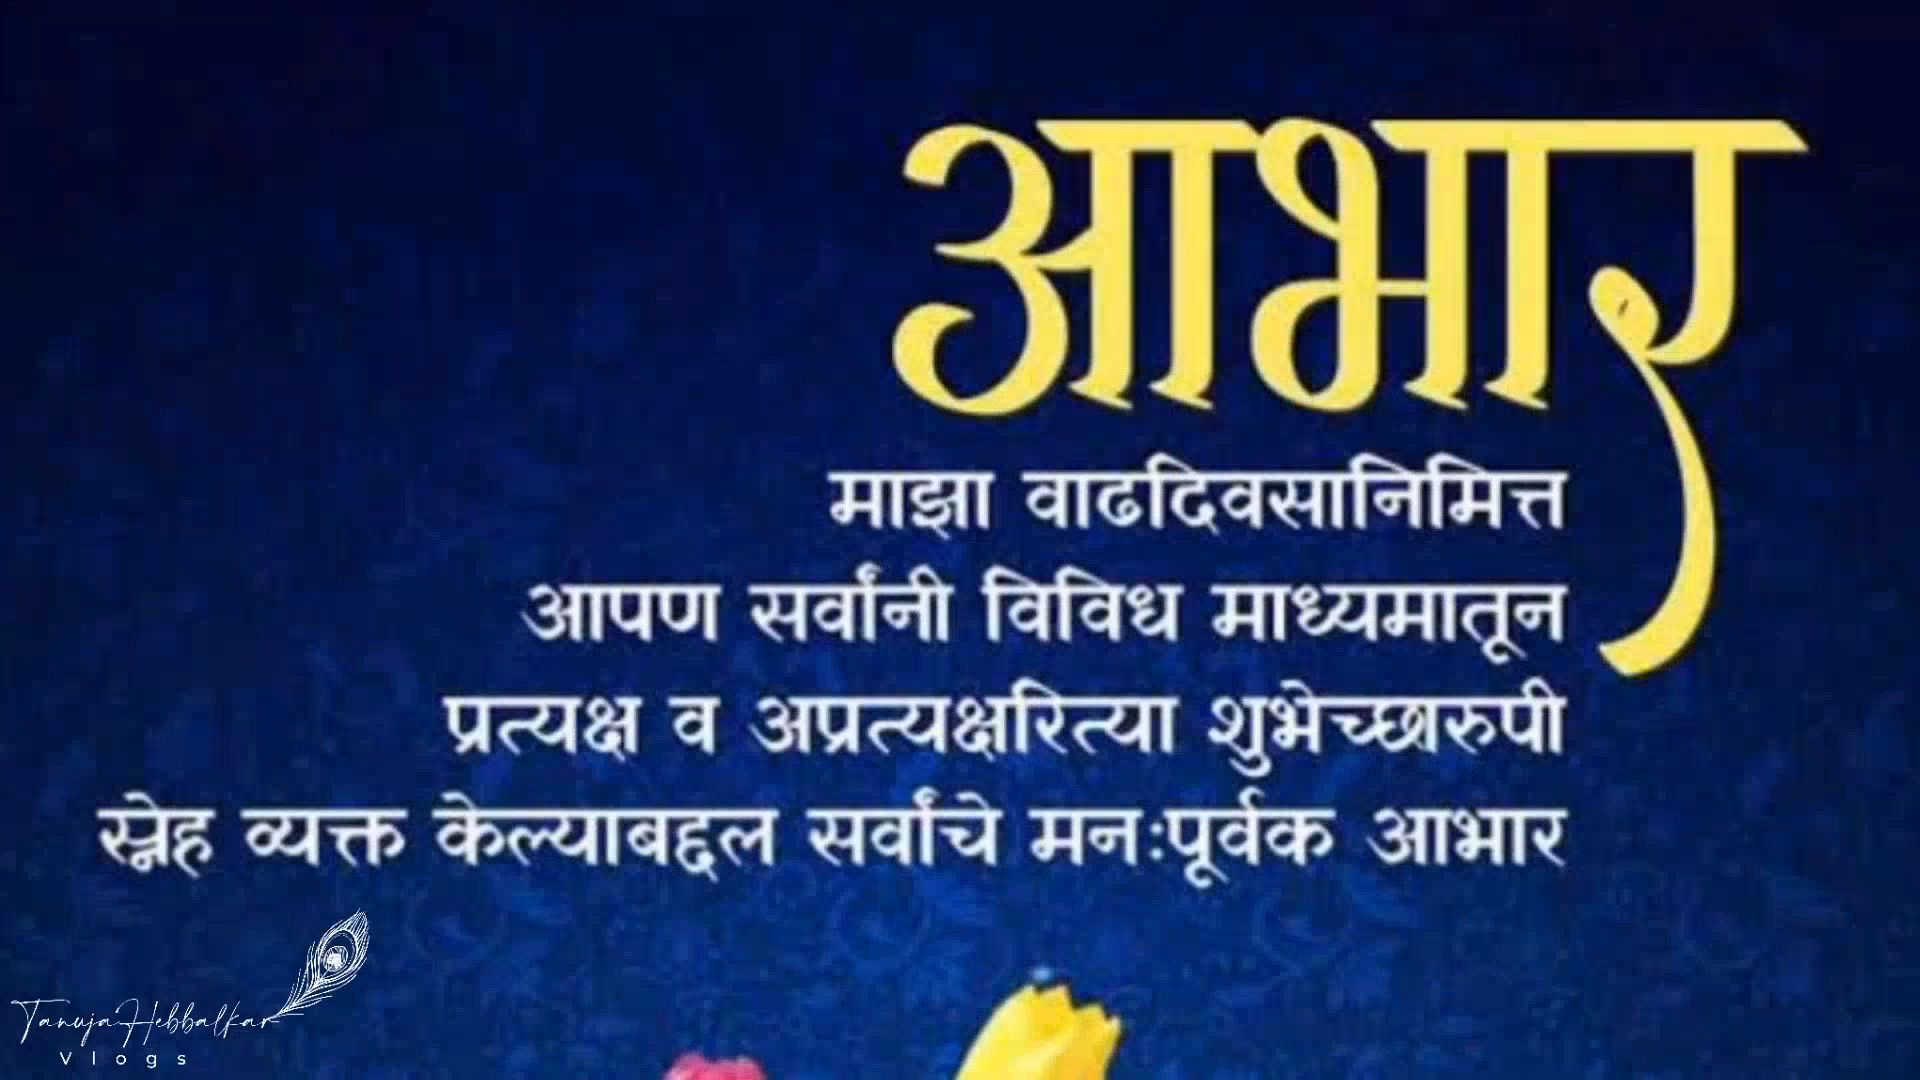 आभार
माझा वाढदिवसानिमित्त
आपण सर्वांनी विविध माध्यमातून
प्रत्यक्ष व अप्रत्यक्षरित्या शुभेच्छारुपी
स्नेह व्यक्त केल्याबद्दल सर्वांचे मनःपूर्वक आभार
Tanuja Hebbalkar
Vlogs